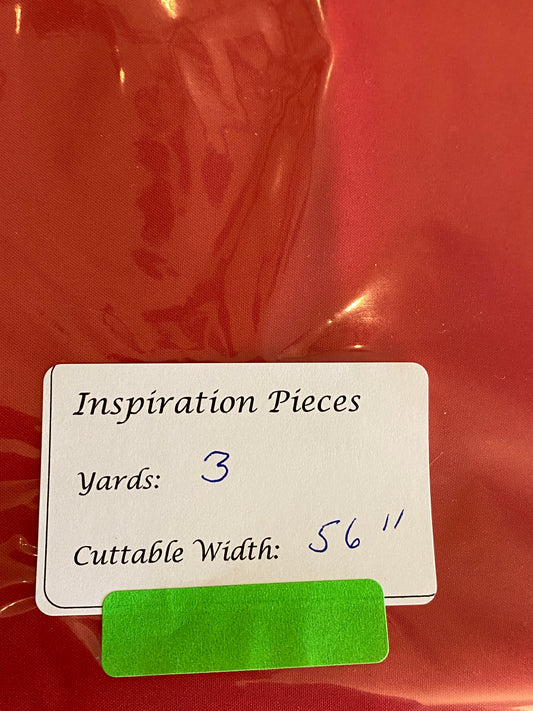 Inspiration Pieces
Yards: 3
Cuttable Width: 56"